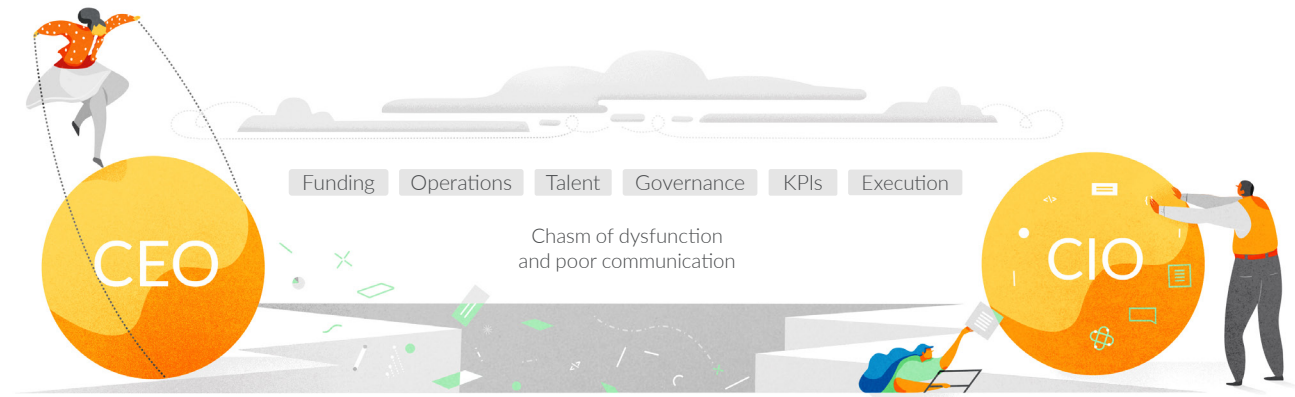 Funding Operations Talent Governance KPIs Execution
CEO
CIO
Chasm of dysfunction
and poor communication